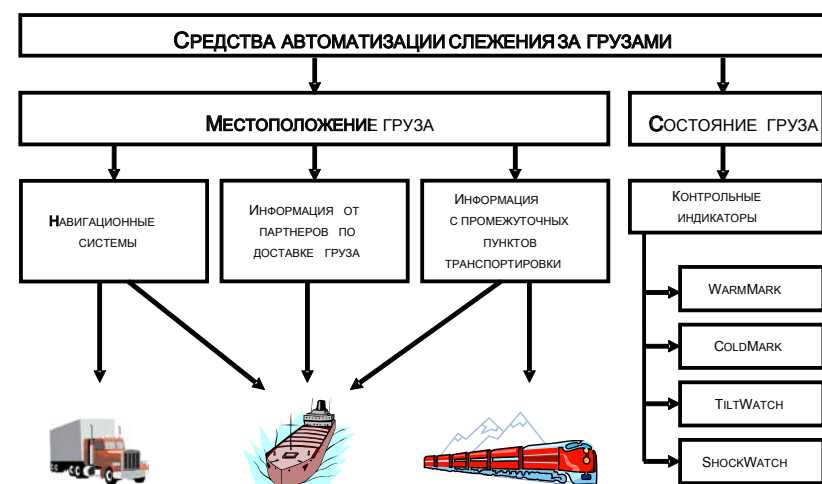 СРЕДСТВА АВТОМАТИЗАЦИИ СЛЕЖЕНИЯ ЗА ГРУЗАМИ
МЕСТОПОЛОЖЕНИЕ ГРУЗА
СОСТОЯНИЕ ГРУЗА
НАВИГАЦИОННЫЕ
СИСТЕМЫ
ИНФОРМАЦИЯ ОТ
ПАРТНЕРОВ ПО
ДОСТАВКЕ ГРУЗА
ИНФОРМАЦИЯ
С ПРОМЕЖУТОЧНЫХ
ПУНКТОВ
ТРАНСПОРТИРОВКИ
КОНТРОЛЬНЫЕ
ИНДИКАТОРЫ
WARMMARK
COLDMARK
TILTWATCH
SHOCKWATCH